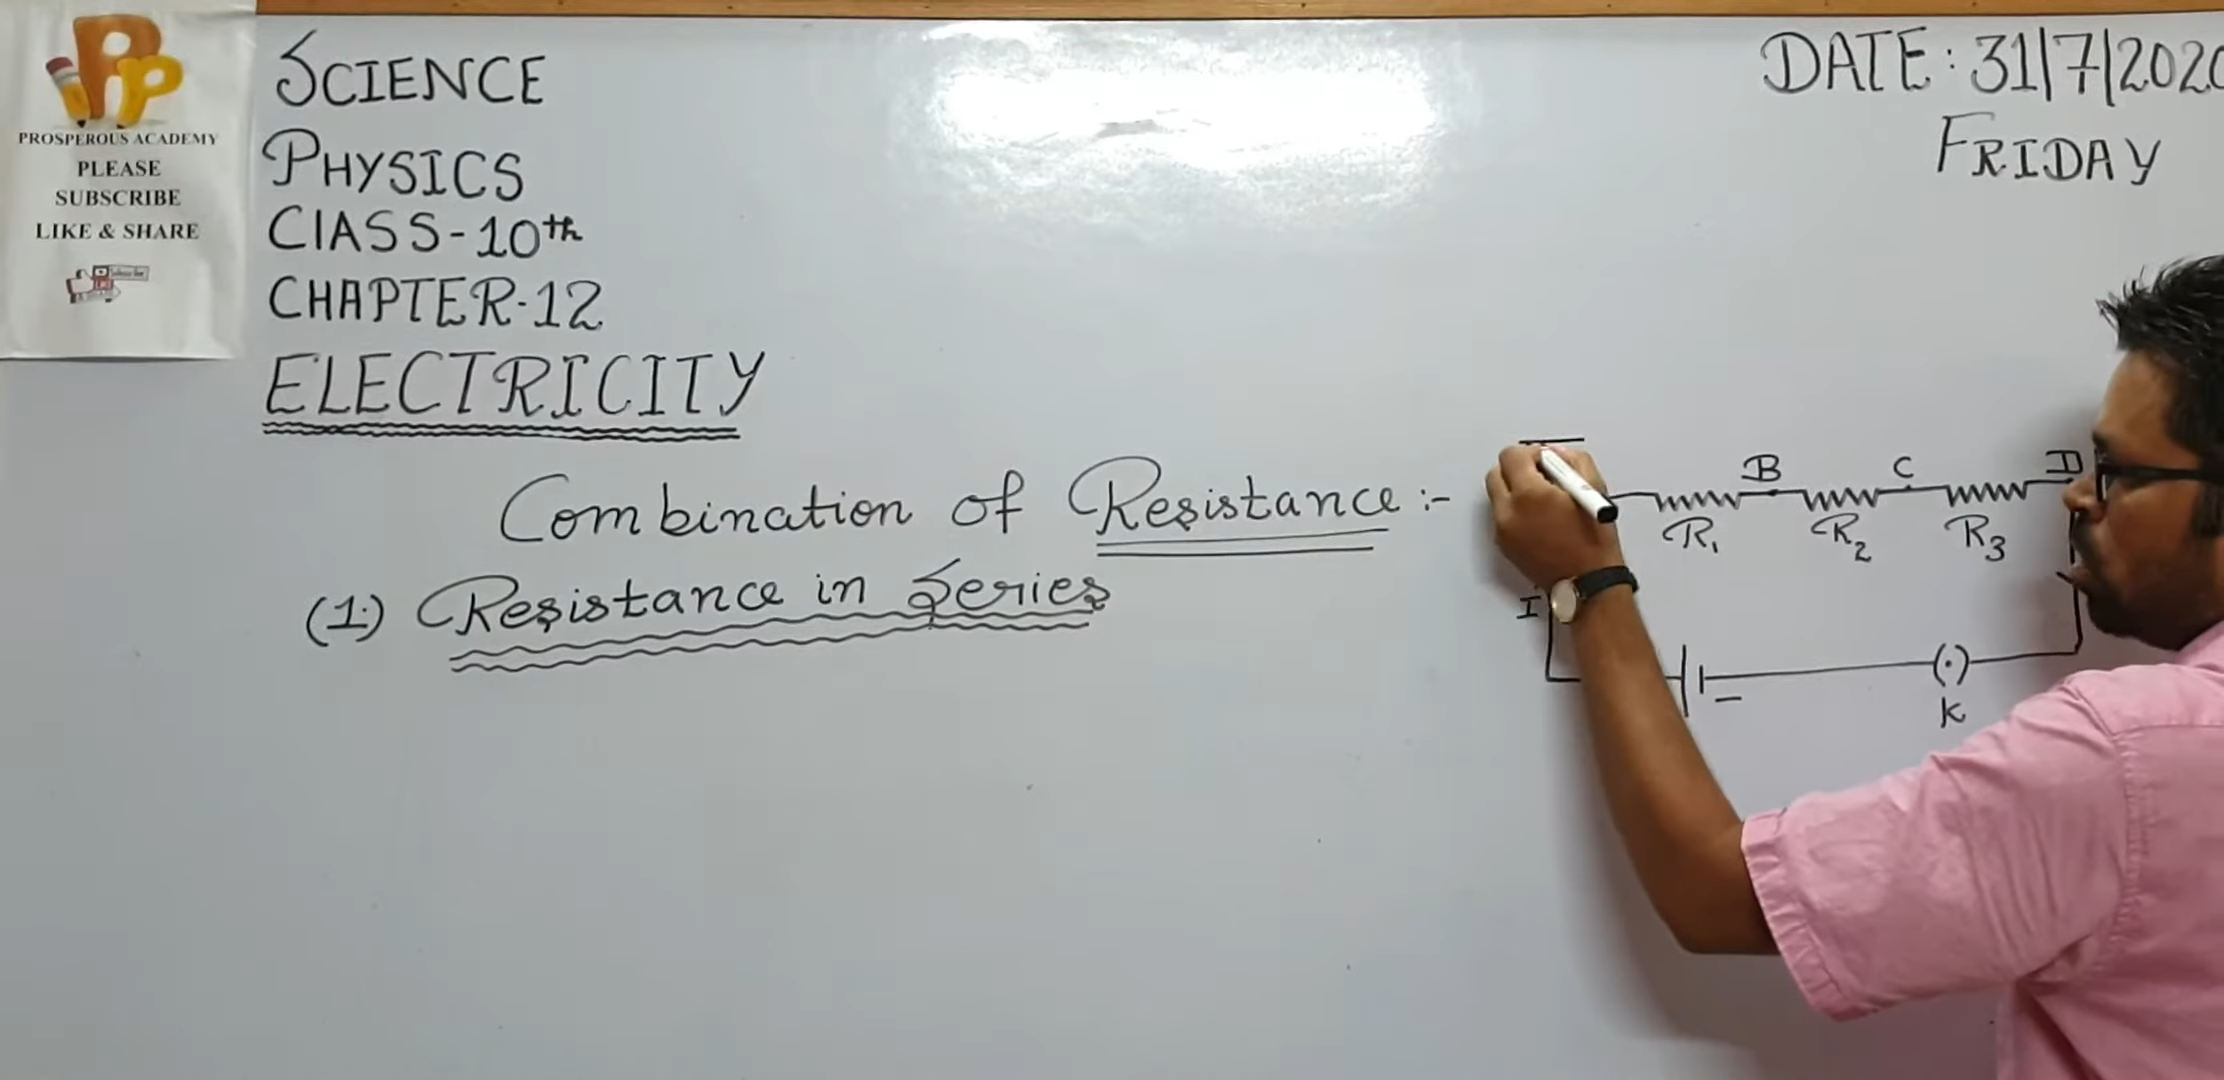 PROSPEROUS ACADEMY
PLEASE
SUBSCRIBE
LIKE & SHARE
SCIENCE
PHYSICS
ClASS-10th
CHAPTER-12
ELECTRICITY
DATE: 31/7/2020
FRIDAY
Combination of Resistance:-
(1) Resistance in Series
B C D
R1 R2 R3
I
K